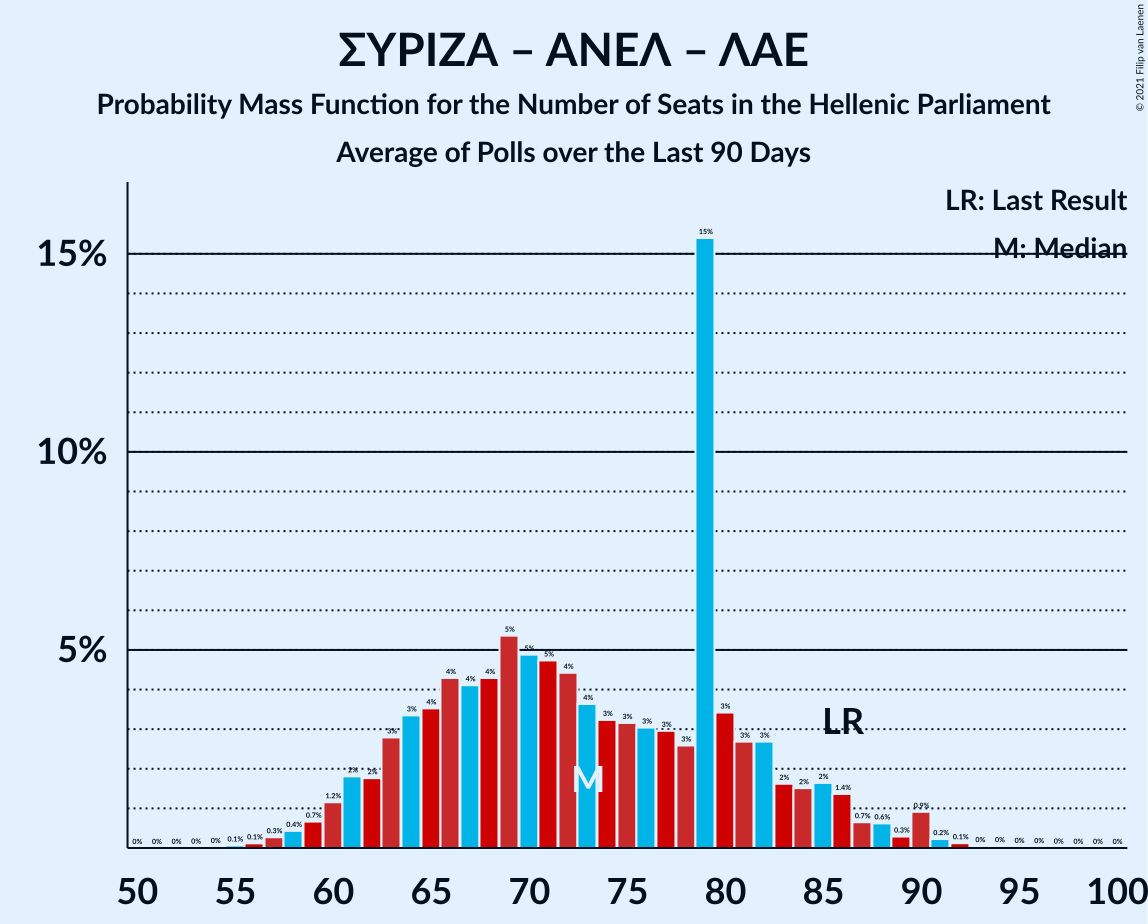 © 2021 Filip van Laenen
ΣΥΡΙΖΑ – ΑΝΕΛ – ΛΑΕ
Probability Mass Function for the Number of Seats in the Hellenic Parliament
Average of Polls over the Last 90 Days
LR: Last Result
M: Median
15%
10%
5%
0% 0% 0% 0% 0% 0.1% 0.1% 0.3% 0.4% 0.7% 1.2% 2% 2% 3% 3% 4% 4% 4% 4% 5% 5% 5% 4% 4% 3% 3% 3% 3% 3% 15% 3% 3% 3% 2% 2% 2% 1.4% 0.7% 0.6% 0.3% 0.9% 0.2% 0.1% 0% 0% 0% 0% 0% 0% 0% 0%
LR
M
50 55 60 65 70 75 80 85 90 95 100